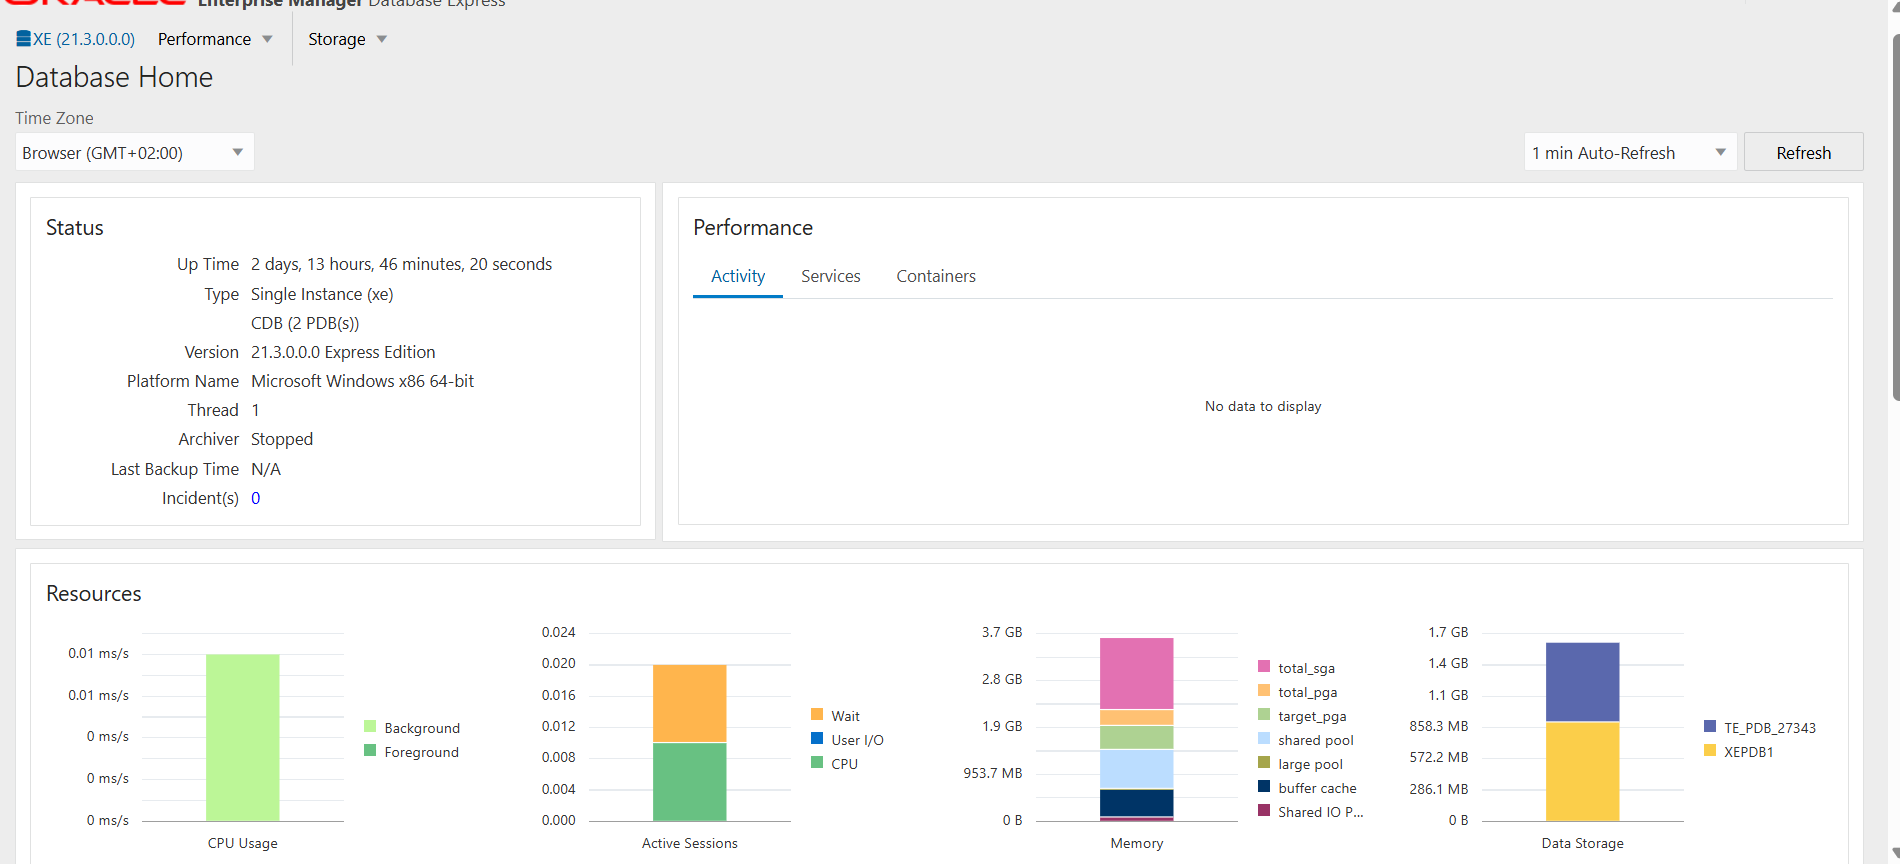 ORACLE Enterprise Manager Database Express
XE (21.3.0.0.0) Performance Storage
Database Home
Time Zone
Browser (GMT+02:00) 1 min Auto-Refresh Refresh
Status
Up Time 2 days, 13 hours, 46 minutes, 20 seconds
Type Single Instance (xe)
CDB (2 PDB(s))
Version 21.3.0.0.0 Express Edition
Platform Name Microsoft Windows x86 64-bit
Thread 1
Archiver Stopped
Last Backup Time N/A
Incident(s) 0
Performance
Activity Services Containers
No data to display
Resources
0.01 ms/s
0.01 ms/s
0 ms/s
0 ms/s
0 ms/s
Background
Foreground
CPU Usage
0.024
0.020
0.016
0.012
0.008
0.004
0.000
Wait
User I/O
CPU
Active Sessions
3.7 GB
2.8 GB
1.9 GB
953.7 MB
0 B
total_sga
total_pga
target_pga
shared pool
large pool
buffer cache
Shared IO P...
Memory
1.7 GB
1.4 GB
1.1 GB
858.3 MB
572.2 MB
286.1 MB
0 B
TE_PDB_27343
XEPDB1
Data Storage